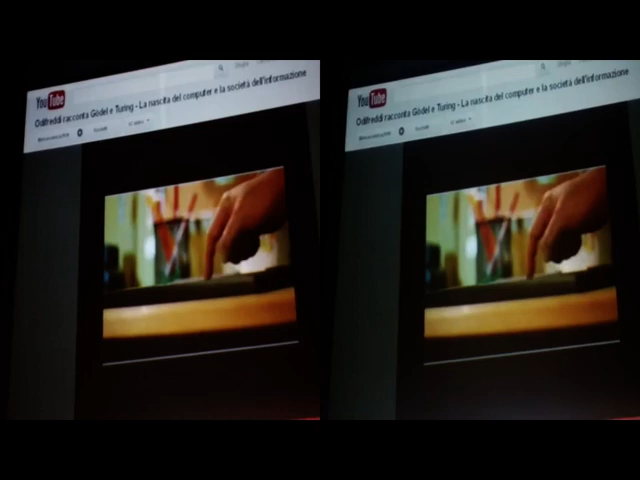 YouTube
Odifreddi racconta Gödel e Turing - La nascita del computer e la società dell'informazione
YouTube
Odifreddi racconta Gödel e Turing - La nascita del computer e la società dell'informazione